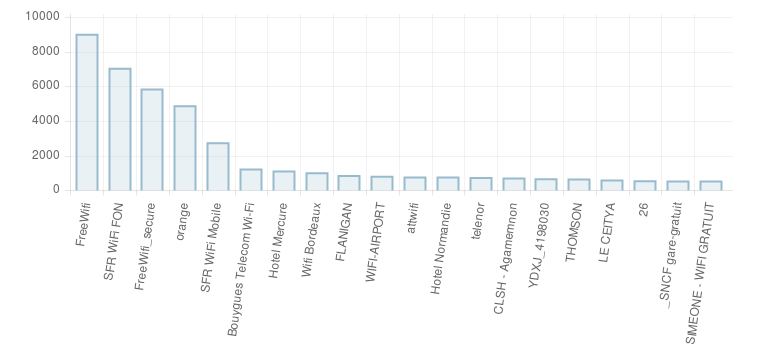 10000
8000
6000
4000
2000
0
FreeWifi
SFR WiFi FON
FreeWifi_secure
orange
SFR WiFi Mobile
Bouygues Telecom Wi-Fi
Hotel Mercure
Wifi Bordeaux
FLANIGAN
WIFI-AIRPORT
attwifi
Hotel Normandie
telenor
CLSH - Agamemnon
YDXJ_4198030
THOMSON
LE CEITYA
26
_SNCF gare-gratuit
SIMEONE - WIFI GRATUIT